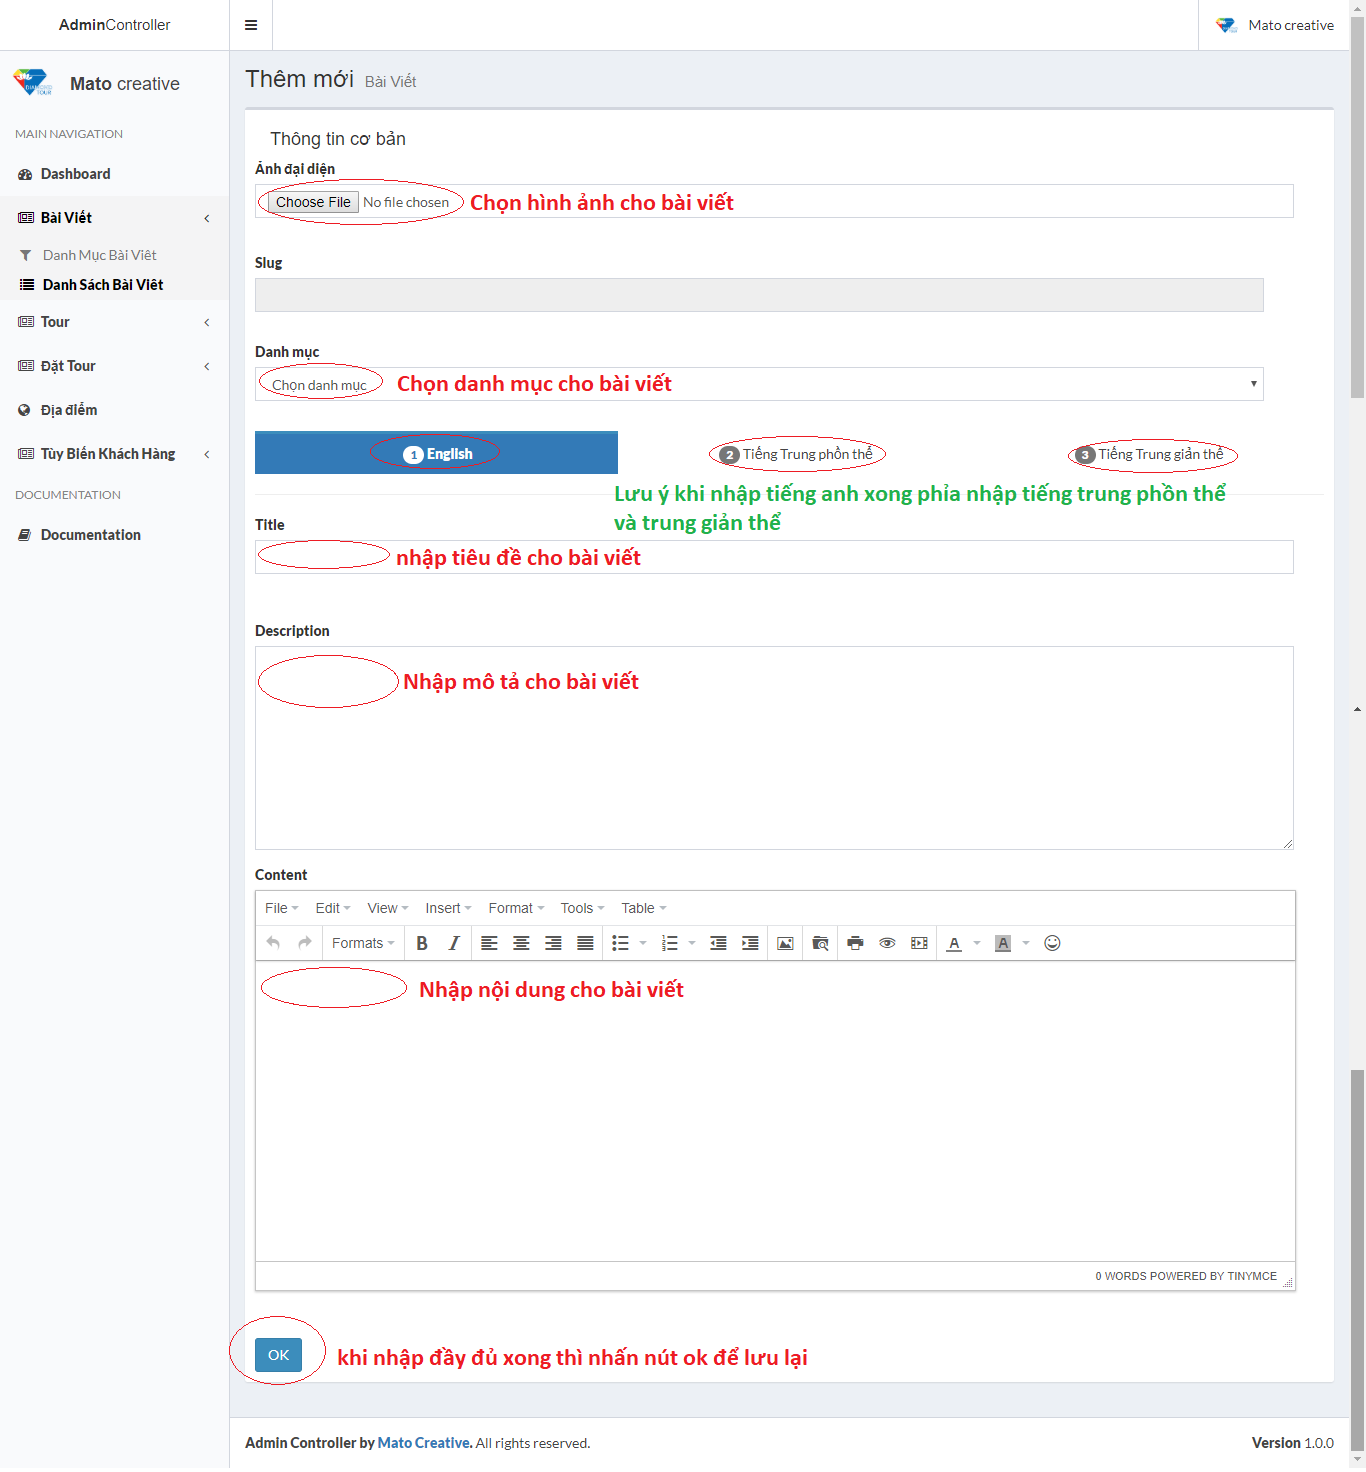 AdminController
Mato creative
Mato creative
Thêm mới Bài Viết
MAIN NAVIGATION
Dashboard
Bài Viết
Danh Mục Bài Viêt
Danh Sách Bài Viêt
Tour
Đặt Tour
Địa điểm
Tùy Biến Khách Hàng
DOCUMENTATION
Documentation
Thông tin cơ bản
Ảnh đại diện
Choose File No file chosen Chọn hình ảnh cho bài viết
Slug
Danh mục
Chọn danh mục Chọn danh mục cho bài viết
1 English
2 Tiếng Trung phồn thể
3 Tiếng Trung giản thể
Lưu ý khi nhập tiếng anh xong phỉa nhập tiếng trung phồn thể
và trung giản thể
Title
nhập tiêu đề cho bài viết
Description
Nhập mô tả cho bài viết
Content
File Edit View Insert Format Tools Table
Formats B I A A
Nhập nội dung cho bài viết
0 WORDS POWERED BY TINYMCE
OK khi nhập đầy đủ xong thì nhấn nút ok để lưu lại
Admin Controller by Mato Creative. All rights reserved.
Version 1.0.0